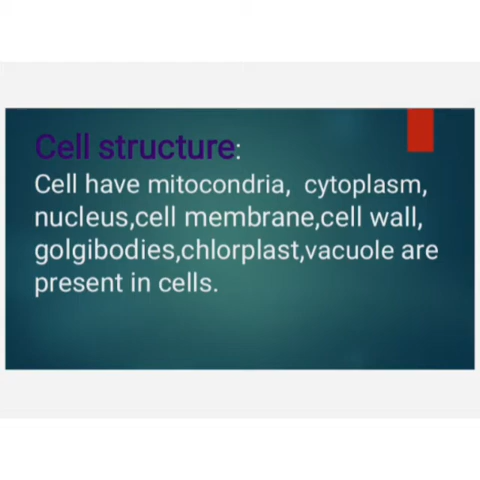 Cell structure:
Cell have mitocondria, cytoplasm,
nucleus,cell membrane,cell wall,
golgibodies,chlorplast,vacuole are
present in cells.